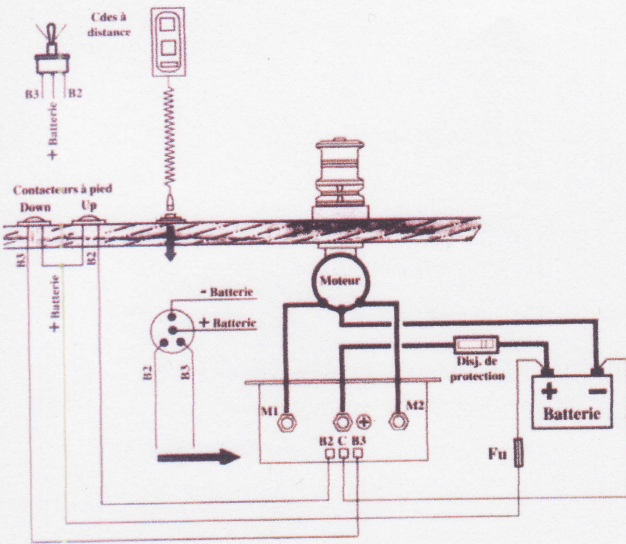 Cdes à
distance
B3
B2
+ Batterie
Contacteurs à pied
Down
Up
B3
+ Batterie
B2
Moteur
- Batterie
+ Batterie
B2
B3
Disj. de
protection
+ -
Batterie
M1
+
M2
B2 C B3
Fu